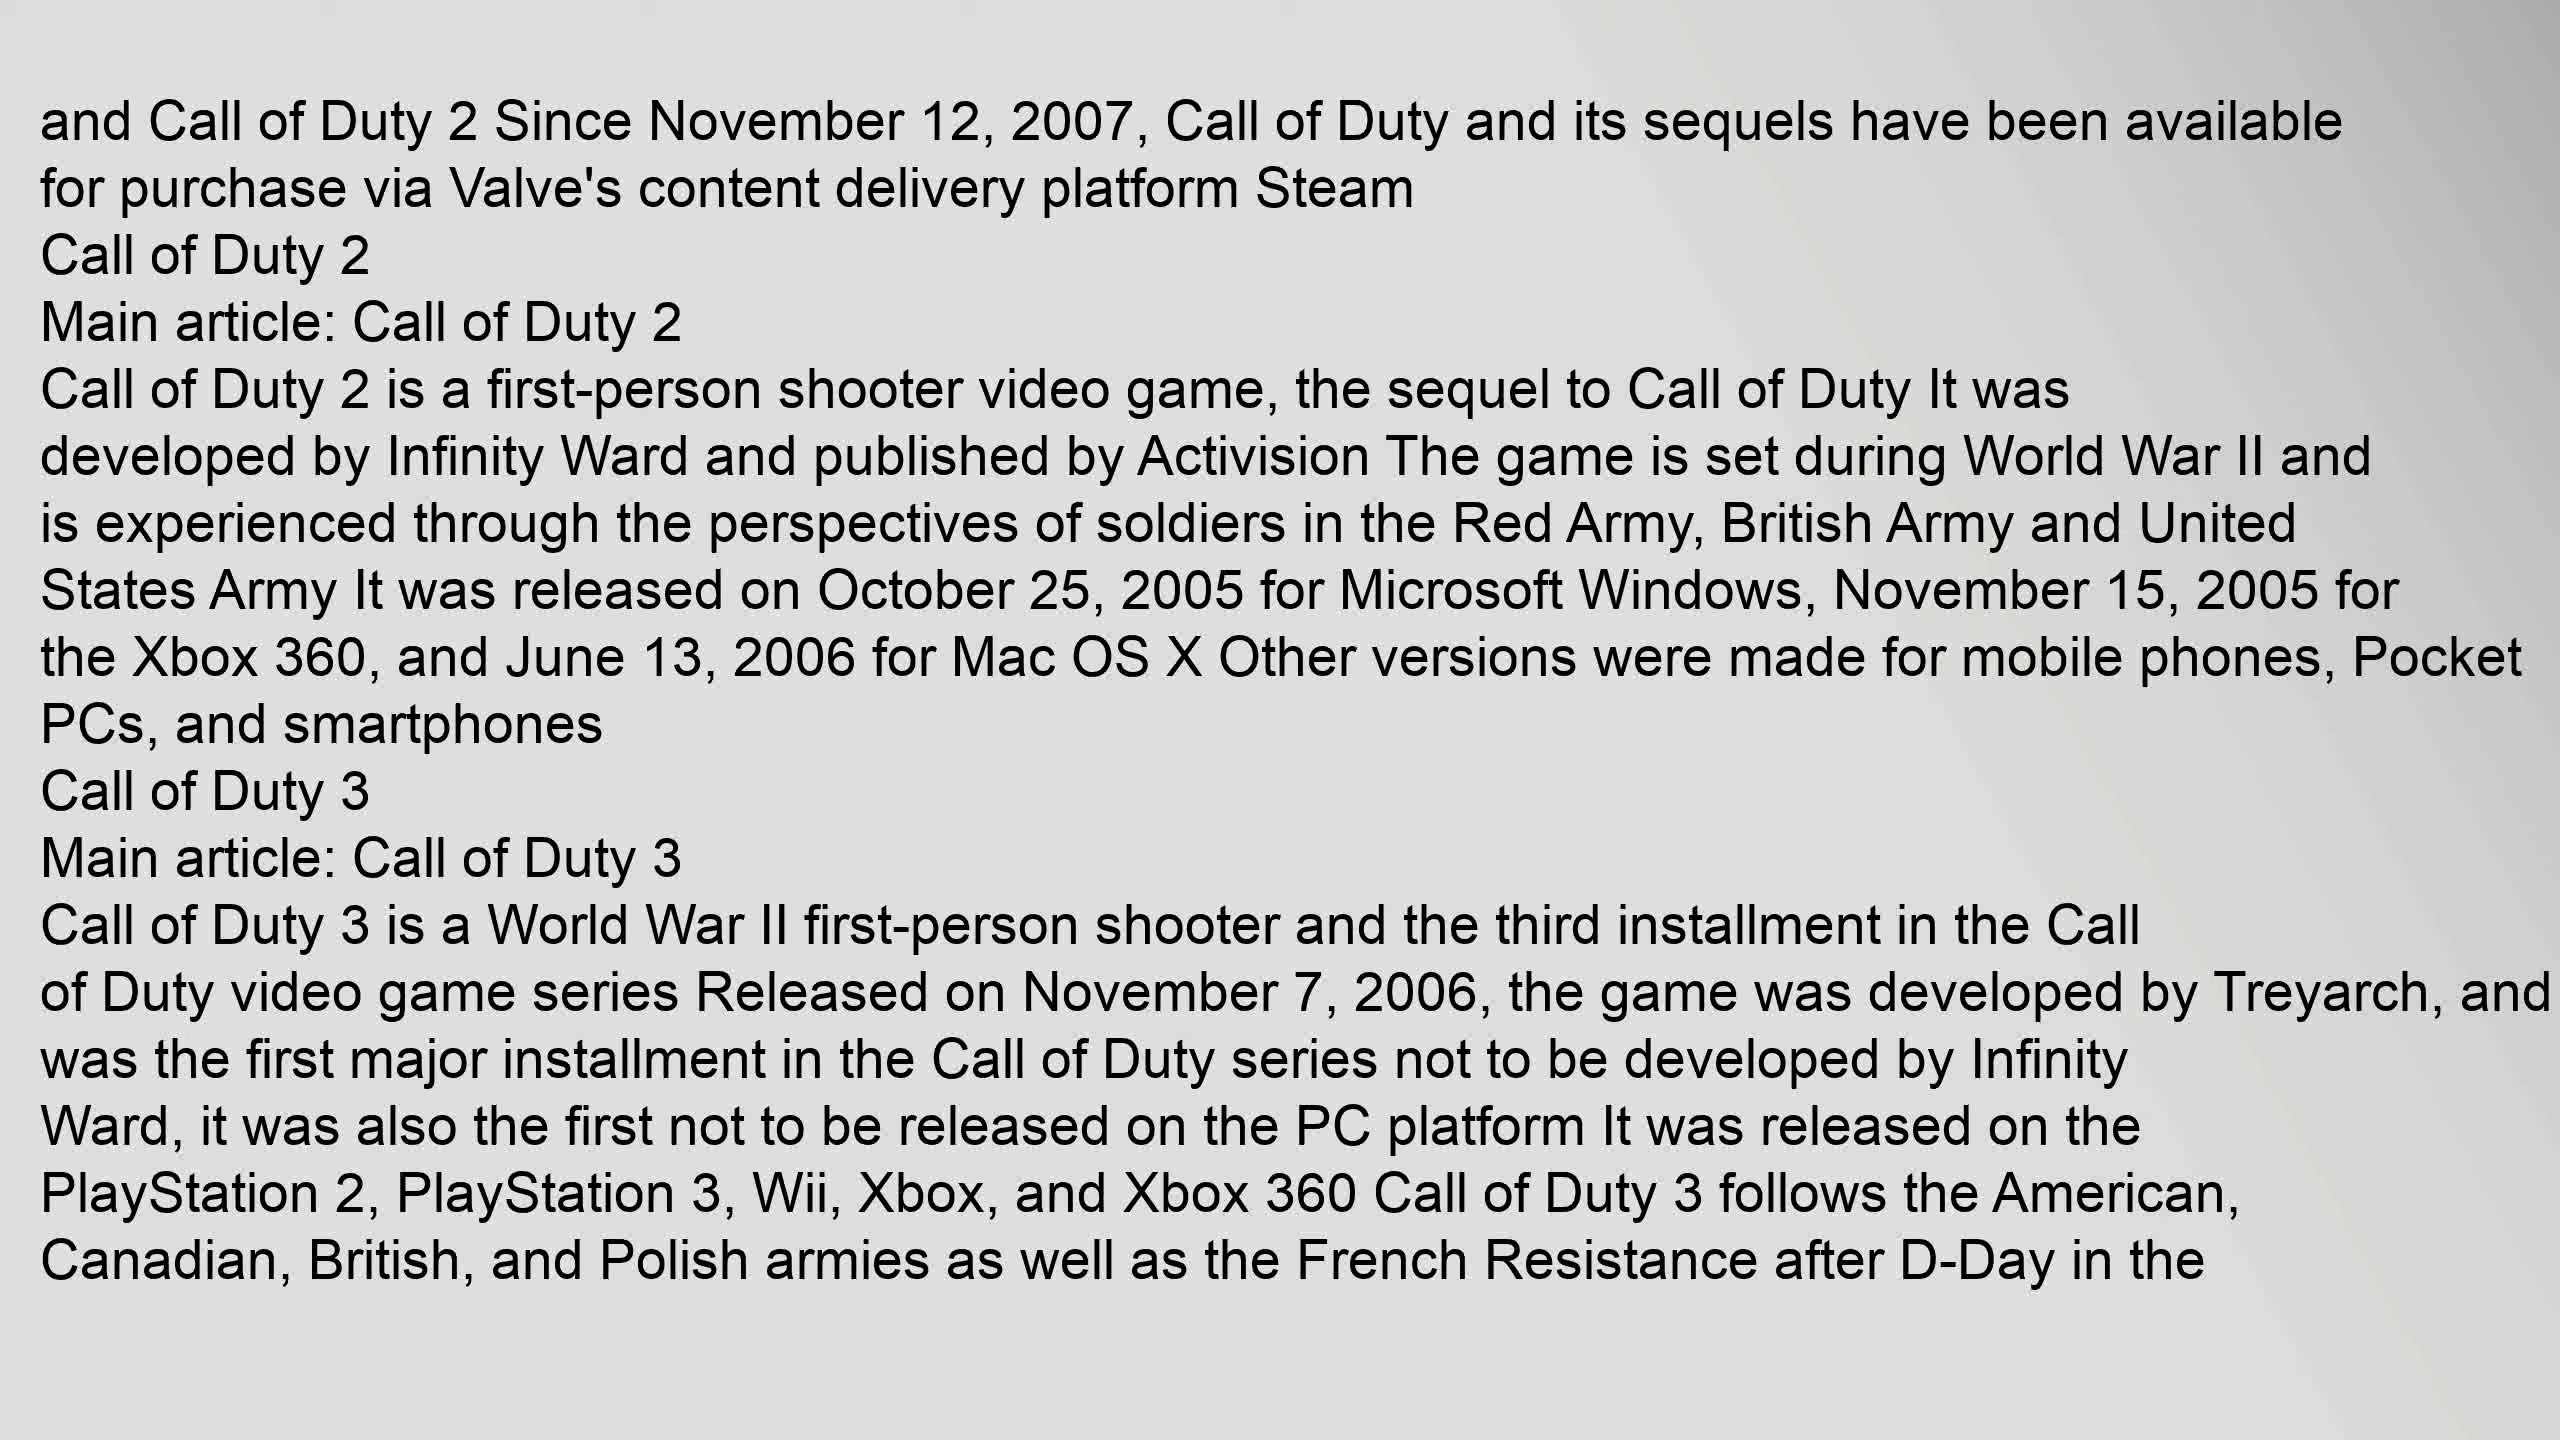 and Call of Duty 2 Since November 12, 2007, Call of Duty and its sequels have been available
for purchase via Valve's content delivery platform Steam
Call of Duty 2
Main article: Call of Duty 2
Call of Duty 2 is a first-person shooter video game, the sequel to Call of Duty It was
developed by Infinity Ward and published by Activision The game is set during World War II and
is experienced through the perspectives of soldiers in the Red Army, British Army and United
States Army It was released on October 25, 2005 for Microsoft Windows, November 15, 2005 for
the Xbox 360, and June 13, 2006 for Mac OS X Other versions were made for mobile phones, Pocket
PCs, and smartphones
Call of Duty 3
Main article: Call of Duty 3
Call of Duty 3 is a World War II first-person shooter and the third installment in the Call
of Duty video game series Released on November 7, 2006, the game was developed by Treyarch, and
was the first major installment in the Call of Duty series not to be developed by Infinity
Ward, it was also the first not to be released on the PC platform It was released on the
PlayStation 2, PlayStation 3, Wii, Xbox, and Xbox 360 Call of Duty 3 follows the American,
Canadian, British, and Polish armies as well as the French Resistance after D-Day in the